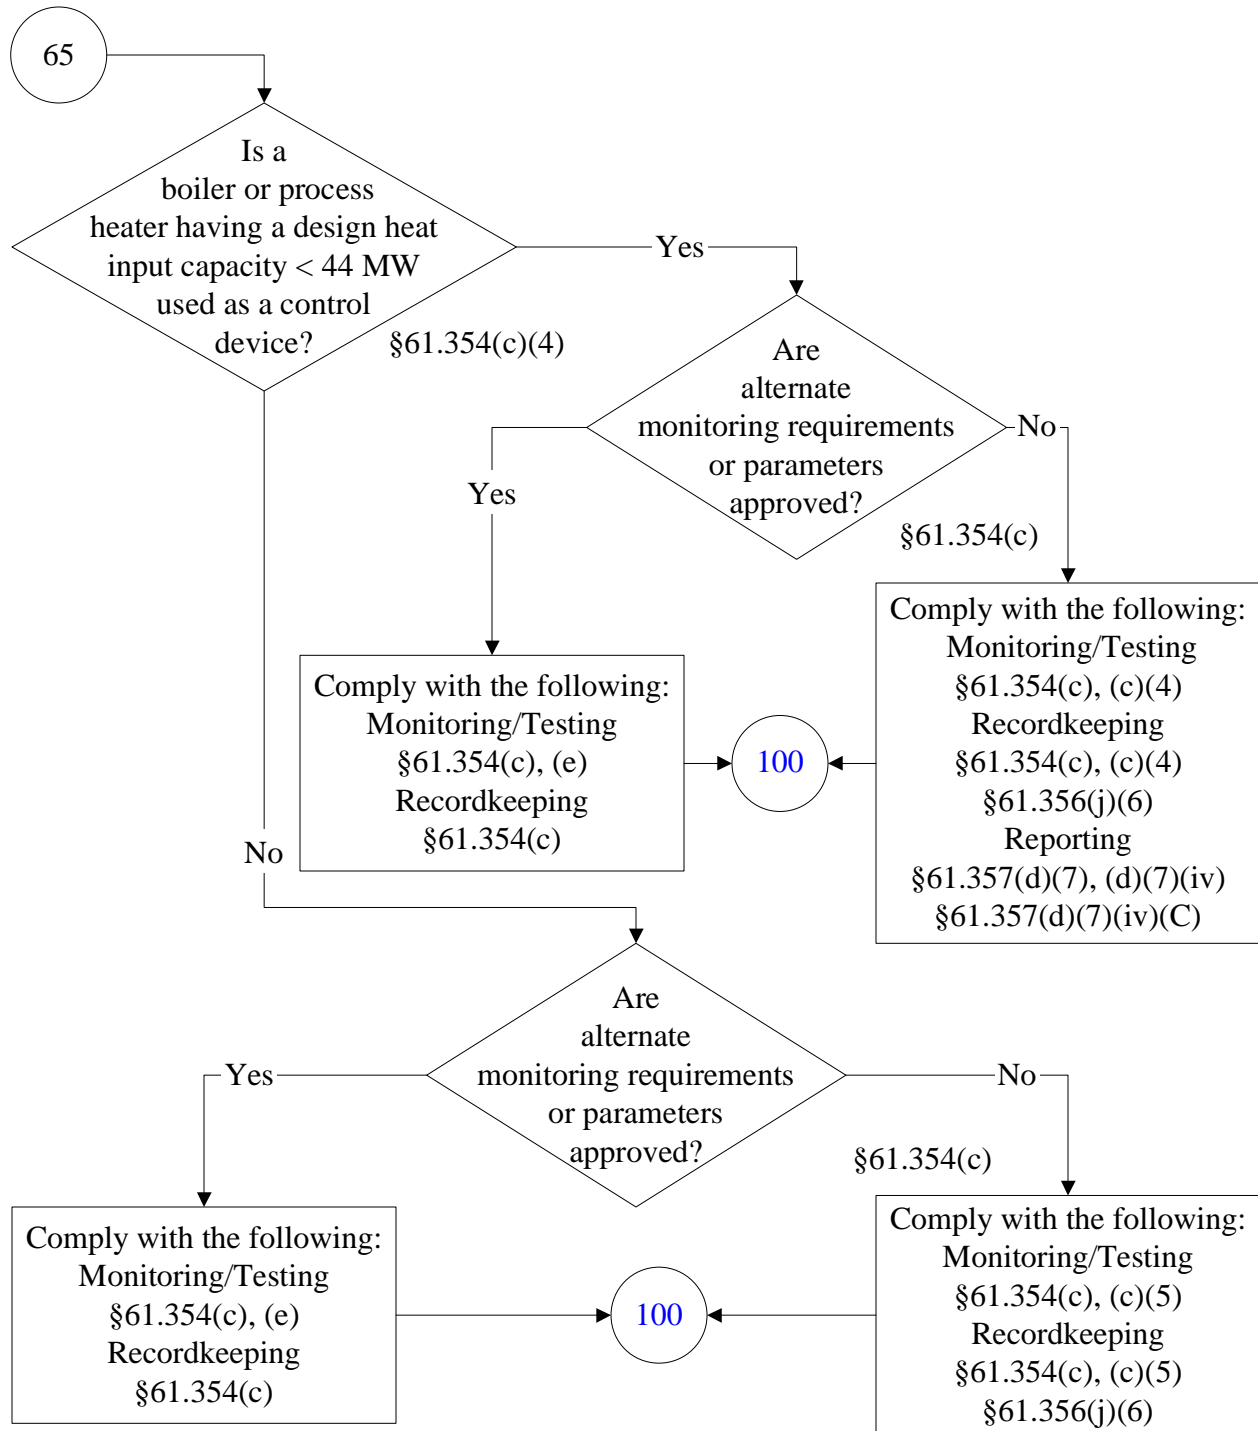 65
Is a
boiler or process
heater having a design heat
input capacity < 44 MW
used as a control
device?
§61.354(c)(4)
Yes
Are
alternate
monitoring requirements
or parameters
approved?
No
Yes
§61.354(c)
Comply with the following:
Monitoring/Testing
§61.354(c), (c)(4)
Recordkeeping
§61.354(c), (c)(4)
§61.356(j)(6)
Reporting
§61.357(d)(7), (d)(7)(iv)
§61.357(d)(7)(iv)(C)
Comply with the following:
Monitoring/Testing
§61.354(c), (e)
Recordkeeping
§61.354(c)
100
No
Are
alternate
monitoring requirements
or parameters
approved?
Yes
No
§61.354(c)
Comply with the following:
Monitoring/Testing
§61.354(c), (e)
Recordkeeping
§61.354(c)
100
Comply with the following:
Monitoring/Testing
§61.354(c), (c)(5)
Recordkeeping
§61.354(c), (c)(5)
§61.356(j)(6)